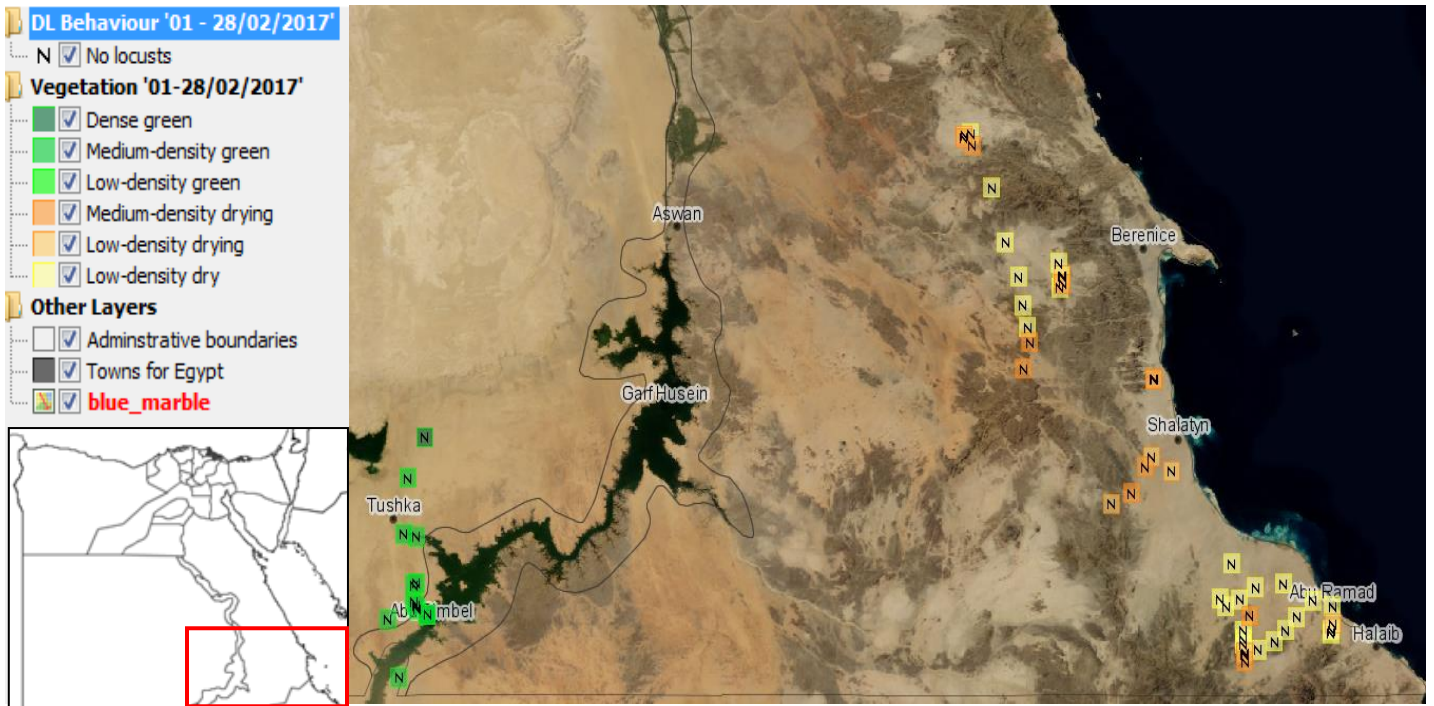 DL Behaviour '01 - 28/02/2017'
N No locusts
Vegetation '01-28/02/2017'
Dense green
Medium-density green
Low-density green
Medium-density drying
Low-density drying
Low-density dry
Other Layers
Adminstrative boundaries
Towns for Egypt
blue_marble
N N N
N
Aswan
Berenice
N
N
N
N
N
N
N
N
N
N
N
Garf Husein
N
Shalatyn
N
N
N
N
N
N
N
Tushka
N N
N
N
N
N
N
N
N
N
N
N
N
N
Abu Ramad
N
N
N
N
N
N
Halaib
N
N
N
N